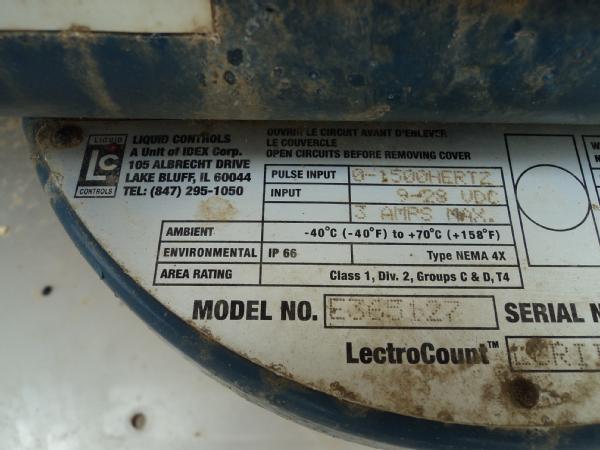 LIQUID
LC
CONTROLS
LIQUID CONTROLS
A Unit of IDEX Corp.
105 ALBRECHT DRIVE
LAKE BLUFF, IL 60044
TEL: (847) 295-1050
OUVRIR LE CIRCUIT AVANT D'ENLEVER
LE COUVERCLE
OPEN CIRCUITS BEFORE REMOVING COVER
PULSE INPUT 0-1500HERTZ
INPUT 9-28 VDC
3 AMPS MAX.
AMBIENT -40°C (-40°F) to +70°C (+158°F)
ENVIRONMENTAL IP 66 Type NEMA 4X
AREA RATING Class 1, Div. 2, Groups C & D, T4
MODEL NO. E365127 SERIAL N
LectroCount™